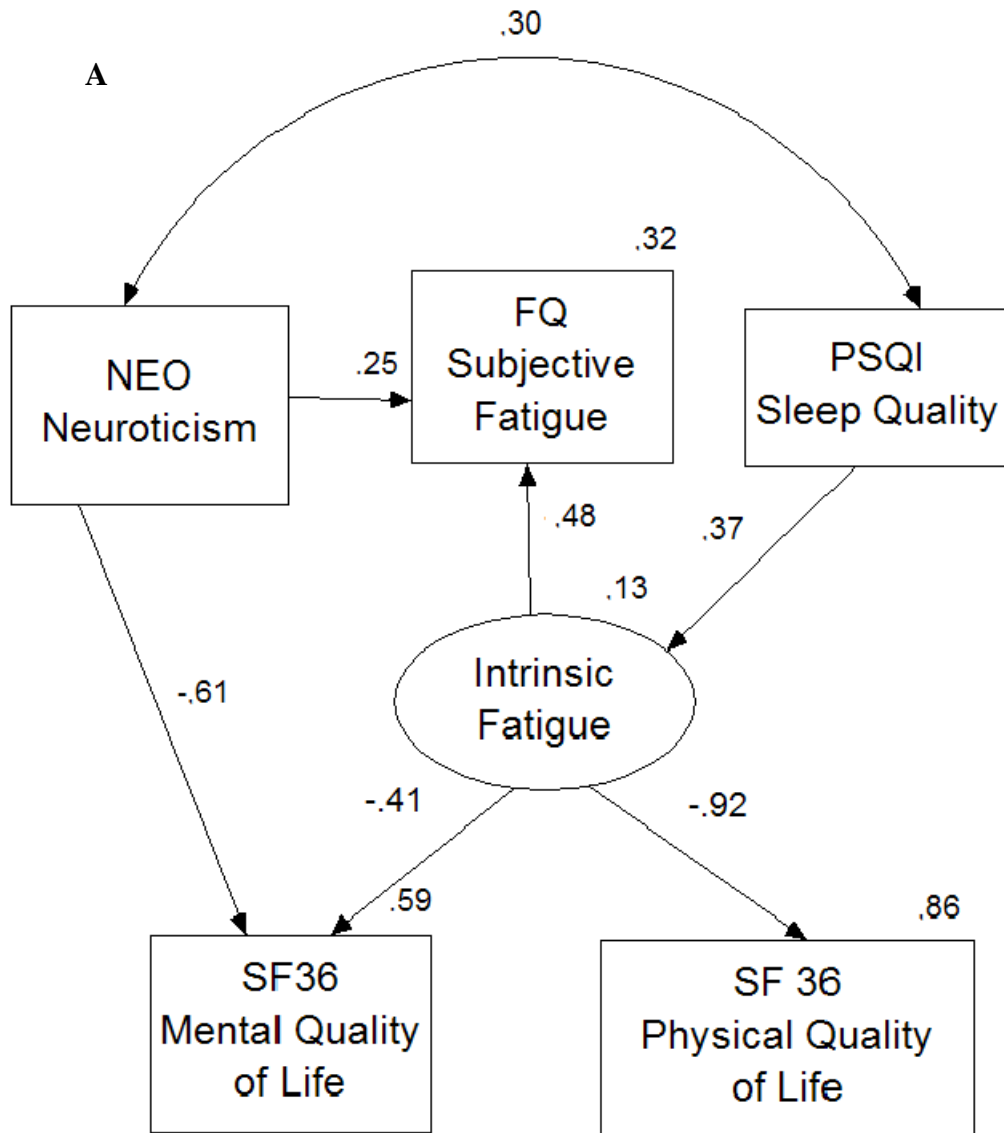 .30
A
.32
FQ
Subjective
Fatigue
NEO
Neuroticism
.25
PSQI
Sleep Quality
.48
.37
.13
Intrinsic
Fatigue
-.61
-.41
-.92
.59
.86
SF36
Mental Quality
of Life
SF 36
Physical Quality
of Life